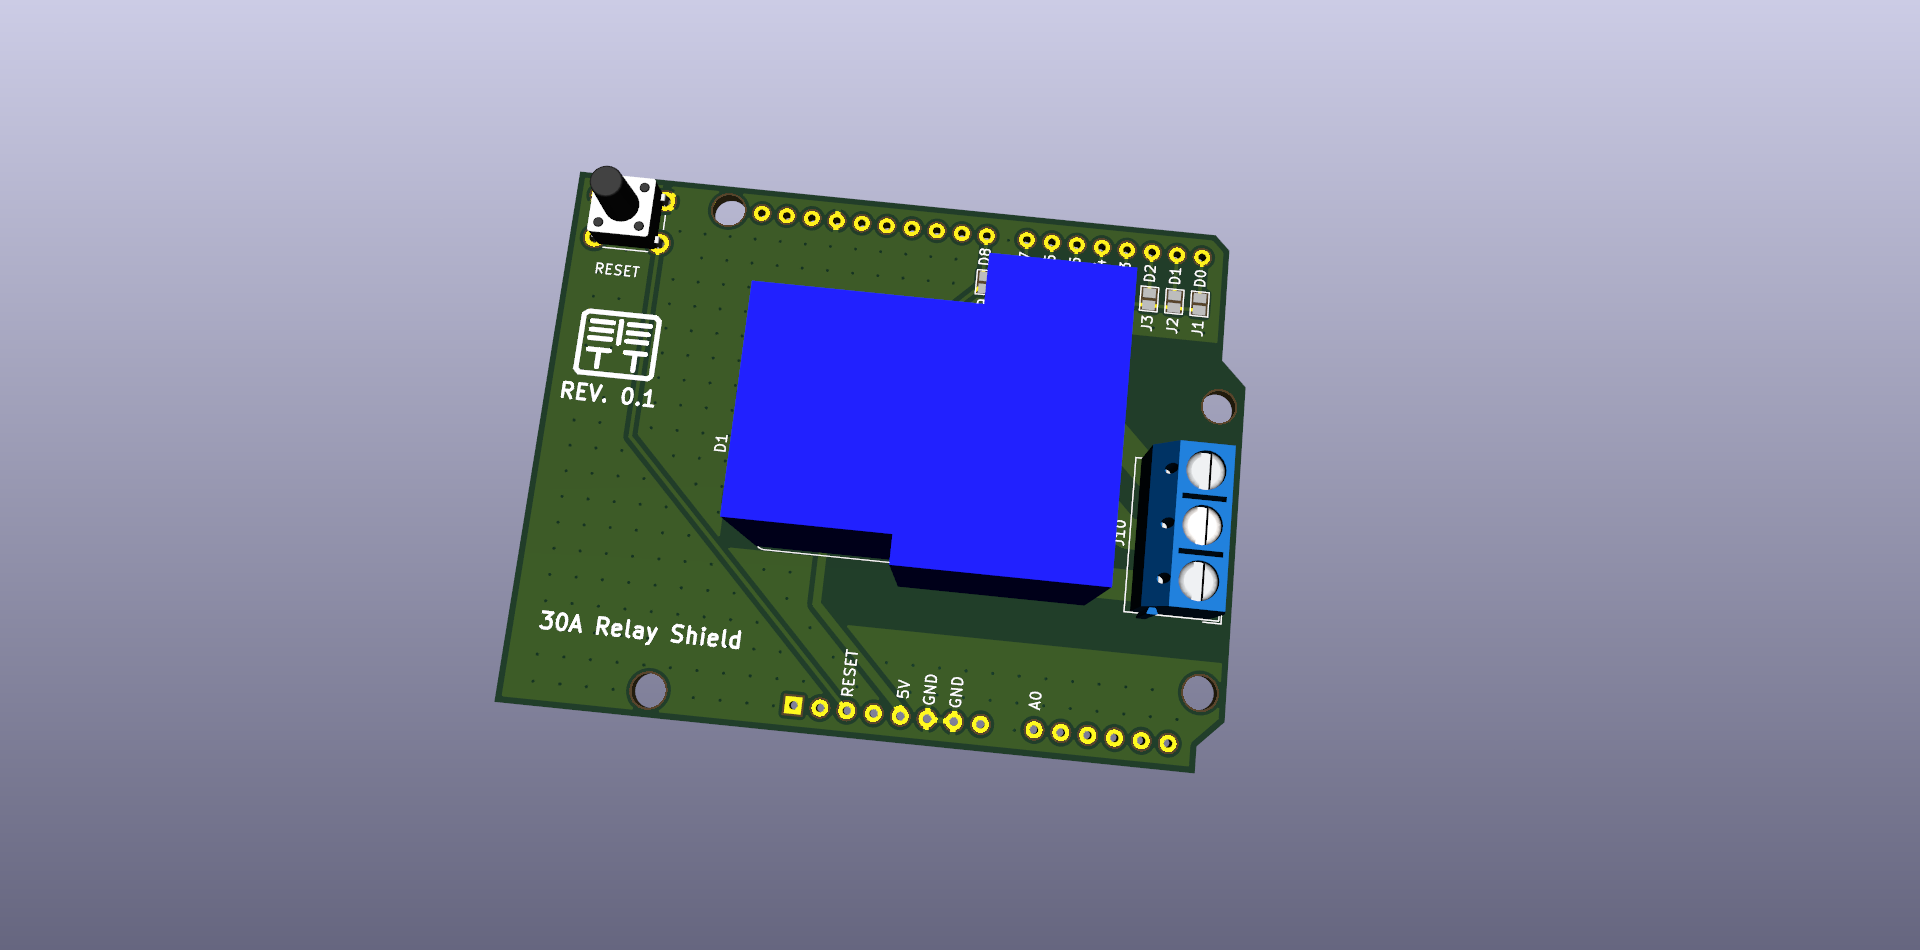 RESET
D8
D2
D1
D0
J3
J2
J1
REV. 0.1
D1
J10
30A Relay Shield
RESET
5V
GND
GND
A0